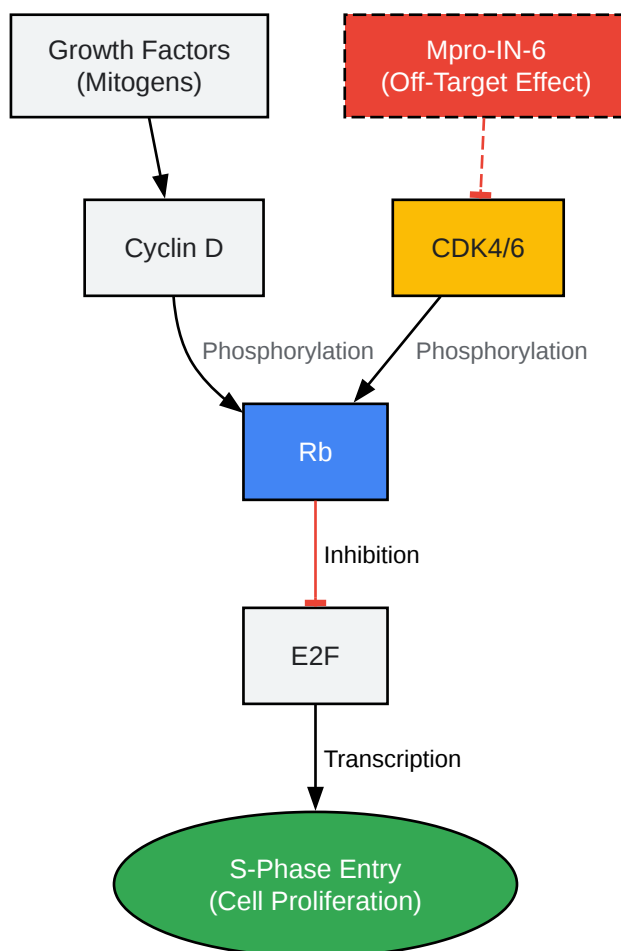 Growth Factors
(Mitogens)
Mpro-IN-6
(Off-Target Effect)
Cyclin D
CDK4/6
Phosphorylation
Phosphorylation
Rb
Inhibition
E2F
Transcription
S-Phase Entry
(Cell Proliferation)